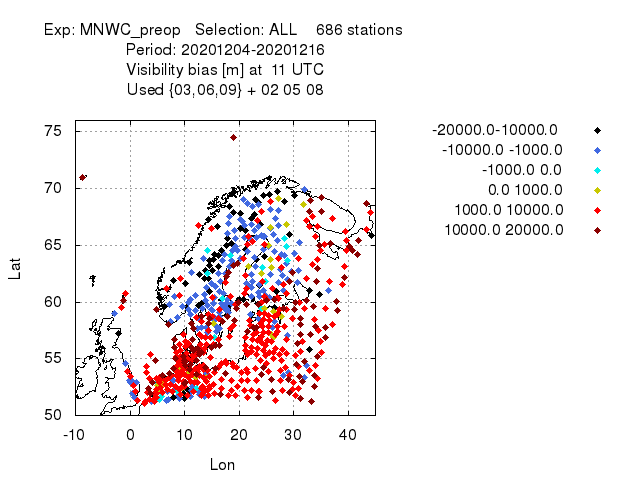 Exp: MNWC_preop   Selection: ALL    686 stations
Period: 20201204-20201216
Visibility bias [m] at  11 UTC
Used {03,06,09} + 02 05 08
-20000.0-10000.0
-10000.0 -1000.0
-1000.0 0.0
0.0 1000.0
1000.0 10000.0
10000.0 20000.0
75
70
65
60
55
50
Lat
-10 0 10 20 30 40
Lon